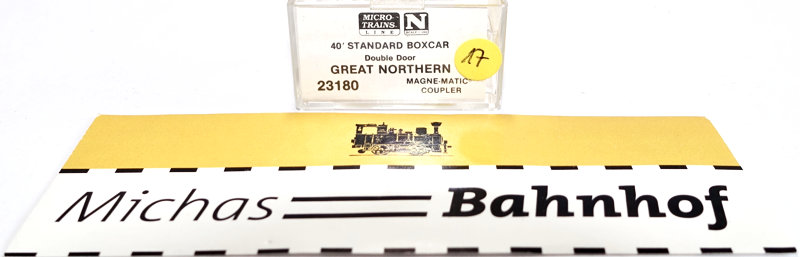 MICRO-
TRAINS
LINE
N
40' STANDARD BOXCAR
Double Door
GREAT NORTHERN
17
23180
MAGNE-MATIC®
COUPLER
Michas Bahnhof